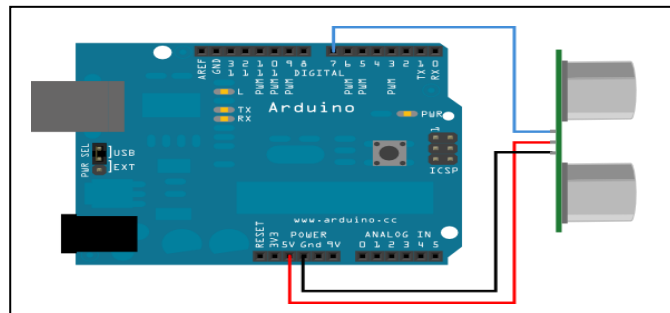 AREF GND 13 12 11 10 9 8 7 6 5 4 3 2 1 0
PWM PWM PWM DIGITAL PWM PWM PWM TX RX
L
TX
RX
Arduino
PWR
PWR SEL
USB
EXT
1
ICSP
www.arduino.cc
POWER ANALOG IN
RESET 3V3 5V Gnd 9V 0 1 2 3 4 5